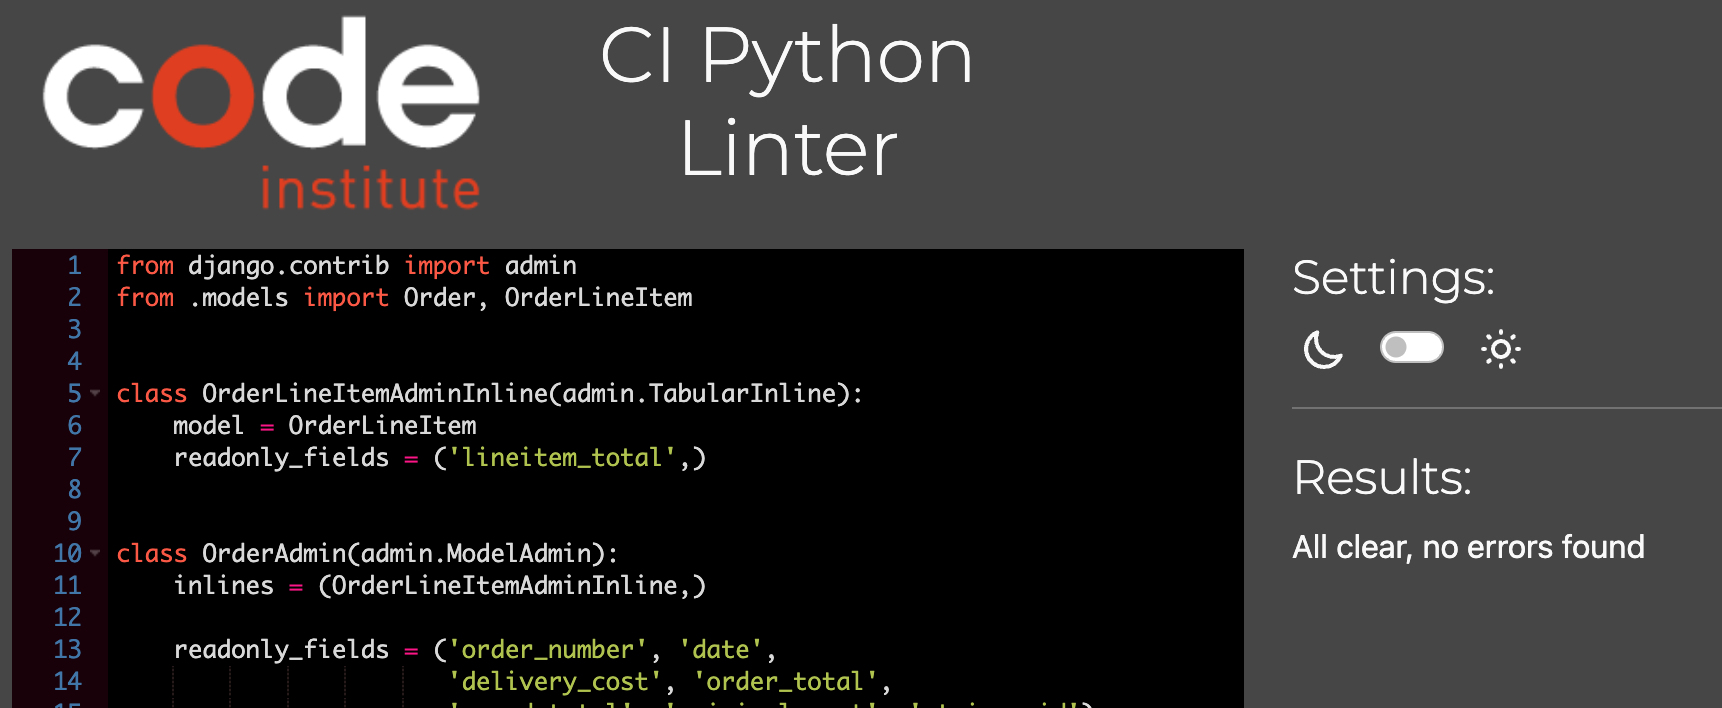 code
institute
CI Python
Linter
1 from django.contrib import admin
2 from .models import Order, OrderLineItem
3
4
5 class OrderLineItemAdminInline(admin.TabularInline):
6     model = OrderLineItem
7     readonly_fields = ('lineitem_total',)
8
9
10 class OrderAdmin(admin.ModelAdmin):
11     inlines = (OrderLineItemAdminInline,)
12
13     readonly_fields = ('order_number', 'date',
14                        'delivery_cost', 'order_total',
Settings:
Results:
All clear, no errors found